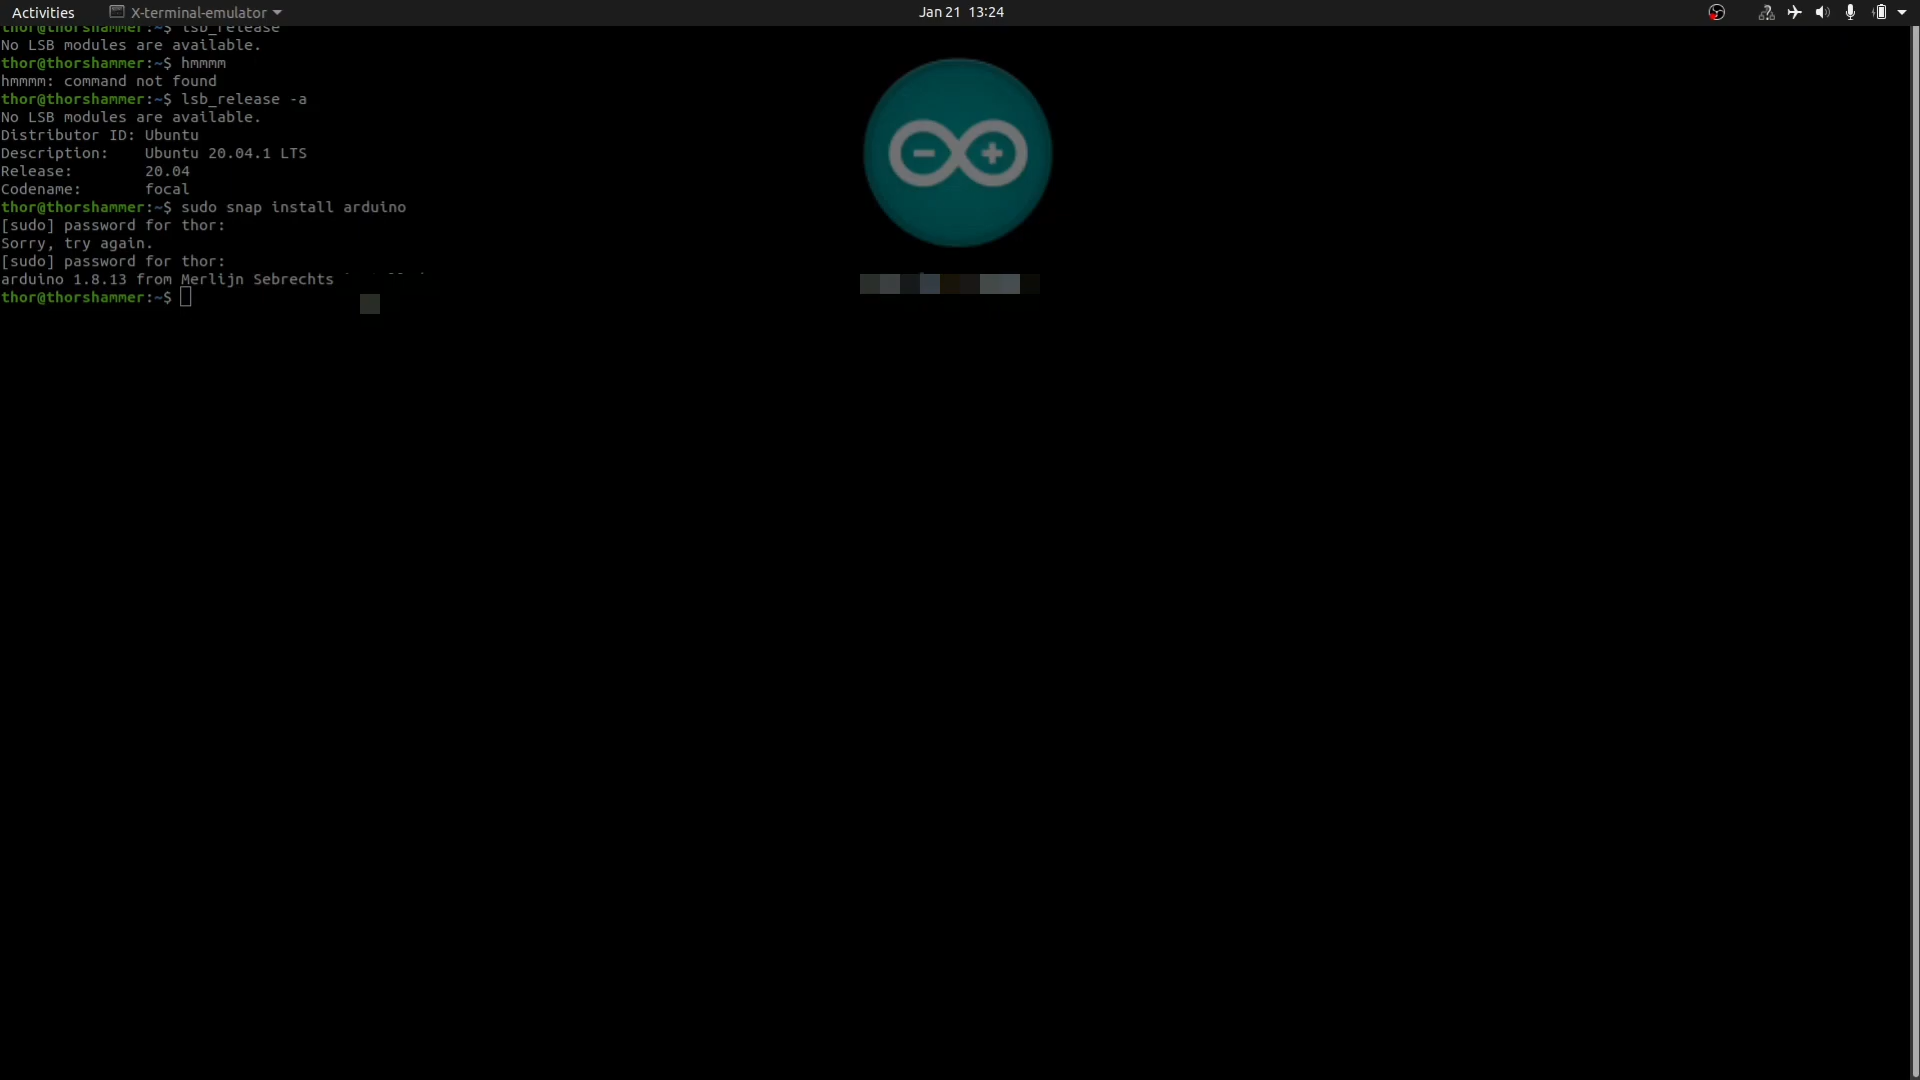 Activities X-terminal-emulator Jan 21 13:24
thor@thorshammer:~$ lsb_release
No LSB modules are available.
thor@thorshammer:~$ hmmmm
hmmmm: command not found
thor@thorshammer:~$ lsb_release -a
No LSB modules are available.
Distributor ID: Ubuntu
Description: Ubuntu 20.04.1 LTS
Release: 20.04
Codename: focal
thor@thorshammer:~$ sudo snap install arduino
[sudo] password for thor:
Sorry, try again.
[sudo] password for thor:
arduino 1.8.13 from Merlijn Sebrechts
thor@thorshammer:~$